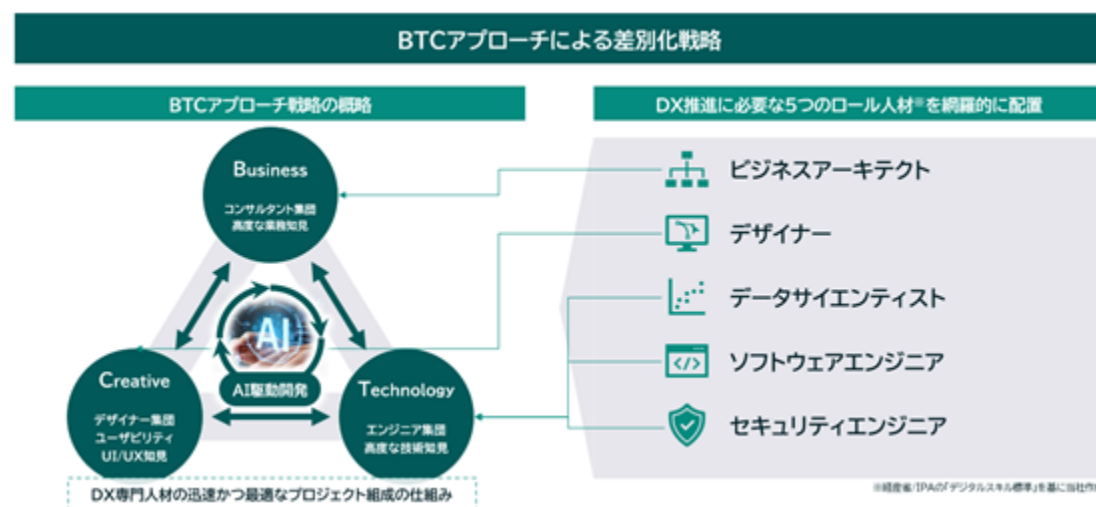 BTCアプローチによる差別化戦略
BTCアプローチ戦略の概略
DX推進に必要な5つのロール人材※を網羅的に配置
Business
コンサルタント集団
高度な業務知見
AI
AI駆動開発
Creative
デザイナー集団
ユーザビリティ
UI/UX知見
Technology
エンジニア集団
高度な技術知見
DX専門人材の迅速かつ最適なプロジェクト組成の仕組み
ビジネスアーキテクト
デザイナー
データサイエンティスト
</>
ソフトウェアエンジニア
セキュリティエンジニア
※経産省/IPAの「デジタルスキル標準」を基に当社作